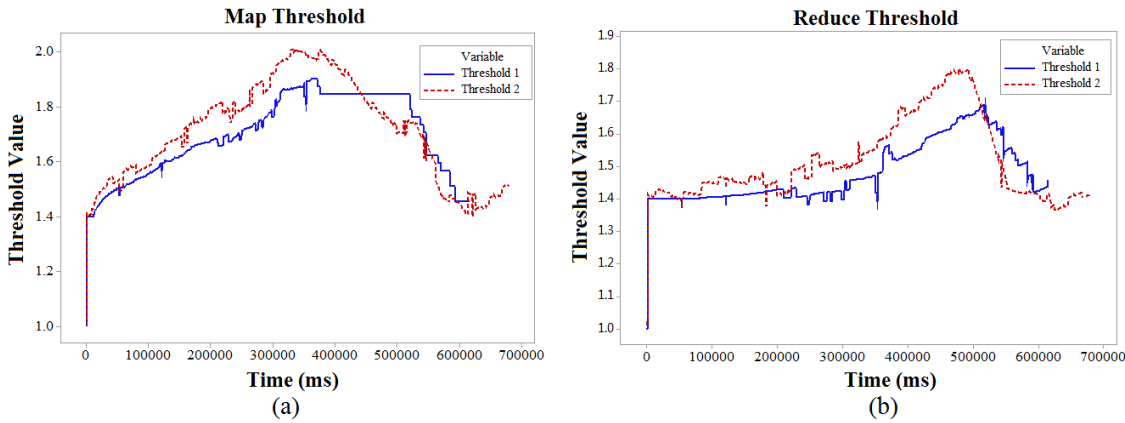 Map Threshold
Threshold Value
2.0
1.8
1.6
1.4
1.2
1.0
Variable
Threshold 1
Threshold 2
0 100000 200000 300000 400000 500000 600000 700000
Time (ms)
(a)
Reduce Threshold
Threshold Value
1.9
1.8
1.7
1.6
1.5
1.4
1.3
1.2
1.1
1.0
Variable
Threshold 1
Threshold 2
0 100000 200000 300000 400000 500000 600000 700000
Time (ms)
(b)